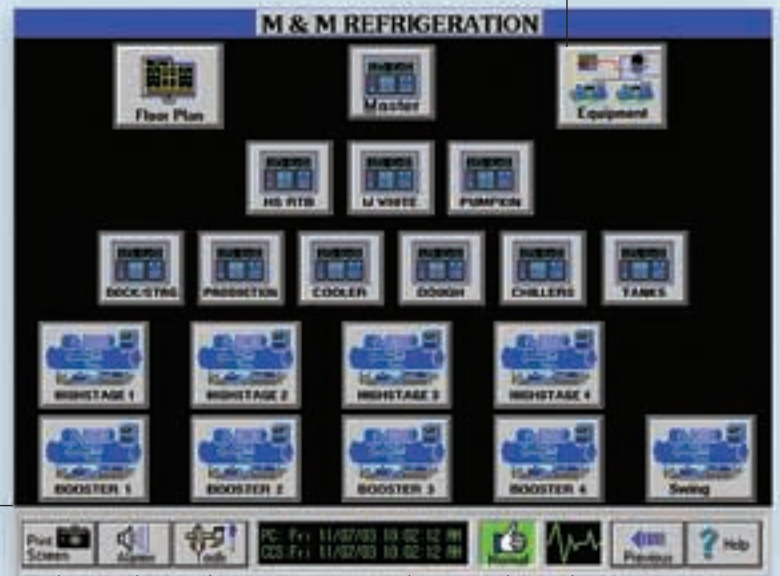 M & M REFRIGERATION
Floor Plan
Master
Equipment
HS RTB
W WHITE
PUMPKIN
DOCK/STAG
PRODUCTION
COOLER
DOUGH
CHILLERS
TANKS
HIGHSTAGE 1
HIGHSTAGE 2
HIGHSTAGE 3
HIGHSTAGE 4
BOOSTER 1
BOOSTER 2
BOOSTER 3
BOOSTER 4
Swing
Print Screen
Alarms
Tools
PC: Fri 11/07/03 10 02 12 AM
CCS Fri 11/07/03 10 02 12 AM
Normal
Previous
Help